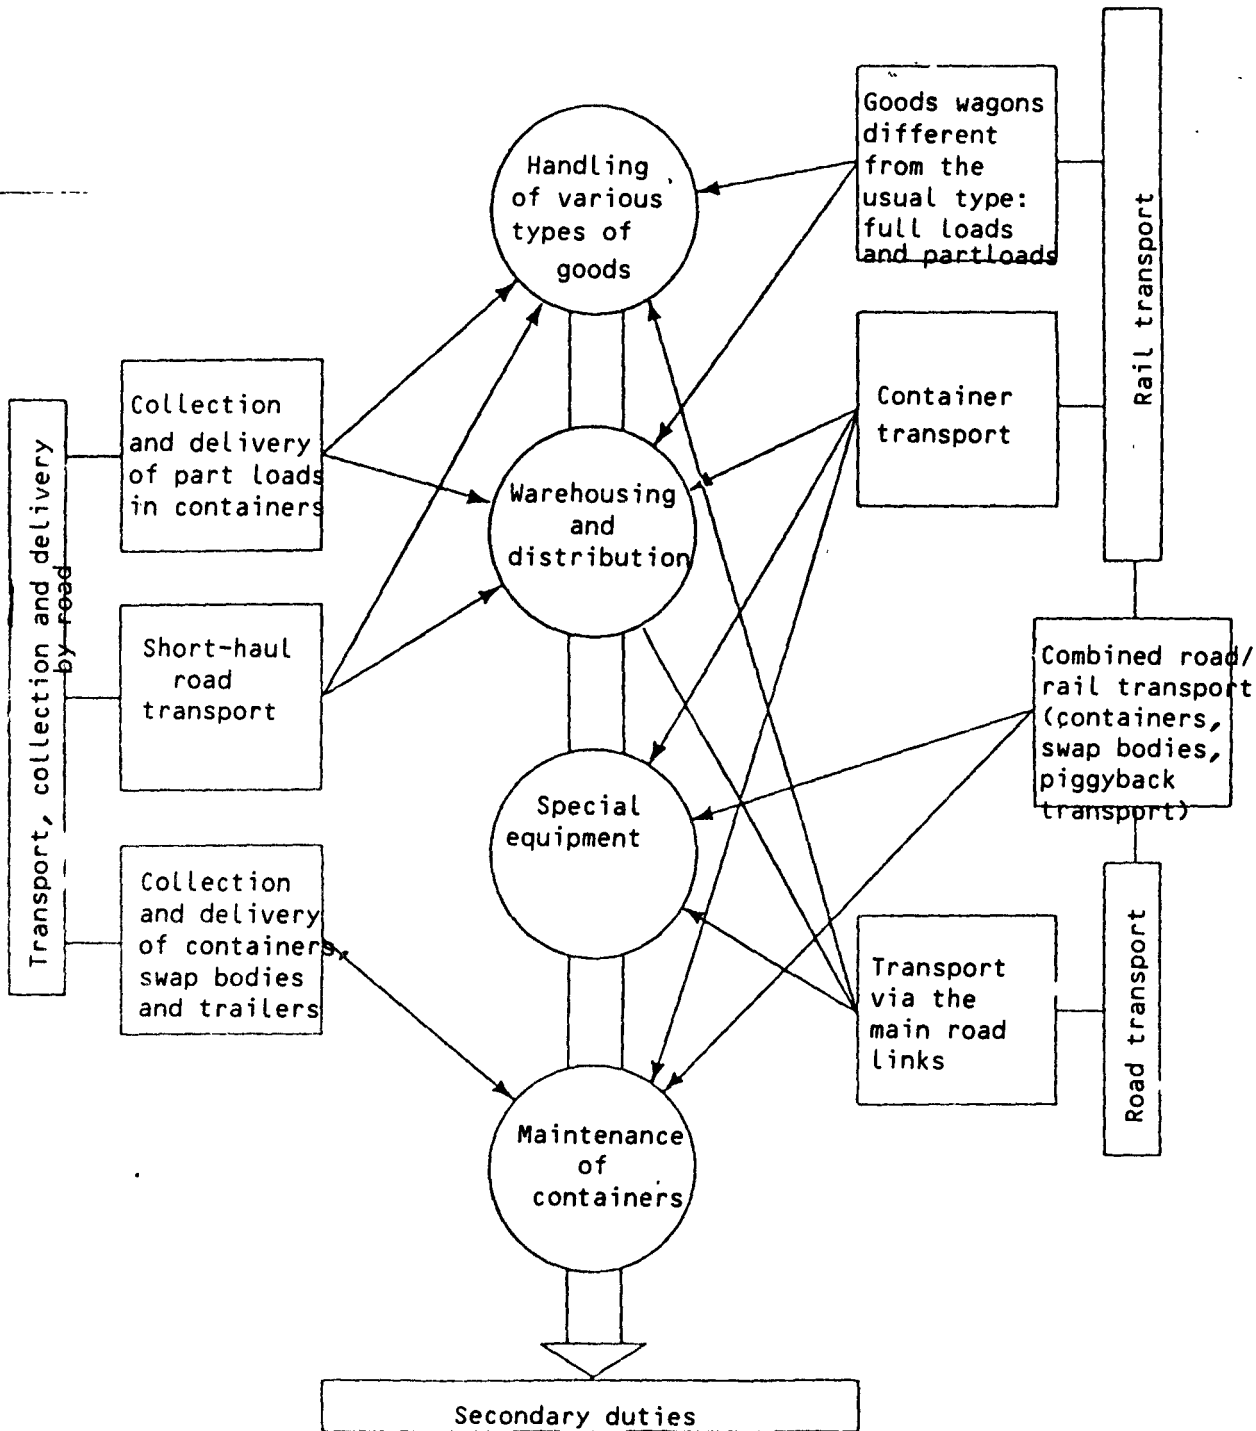 Goods wagons
different
from the
usual type:
full loads
and partloads
Handling
of various
types of
goods
Rail transport
Container
transport
Collection
and delivery
of part loads
in containers
Transport, collection and delivery
by road
Warehousing
and
distribution
Short-haul
road
transport
Combined road/
rail transport
(containers,
swap bodies,
piggyback
transport)
Special
equipment
Collection
and delivery
of containers,
swap bodies
and trailers
Transport
via the
main road
links
Road transport
Maintenance
of
containers
Secondary duties